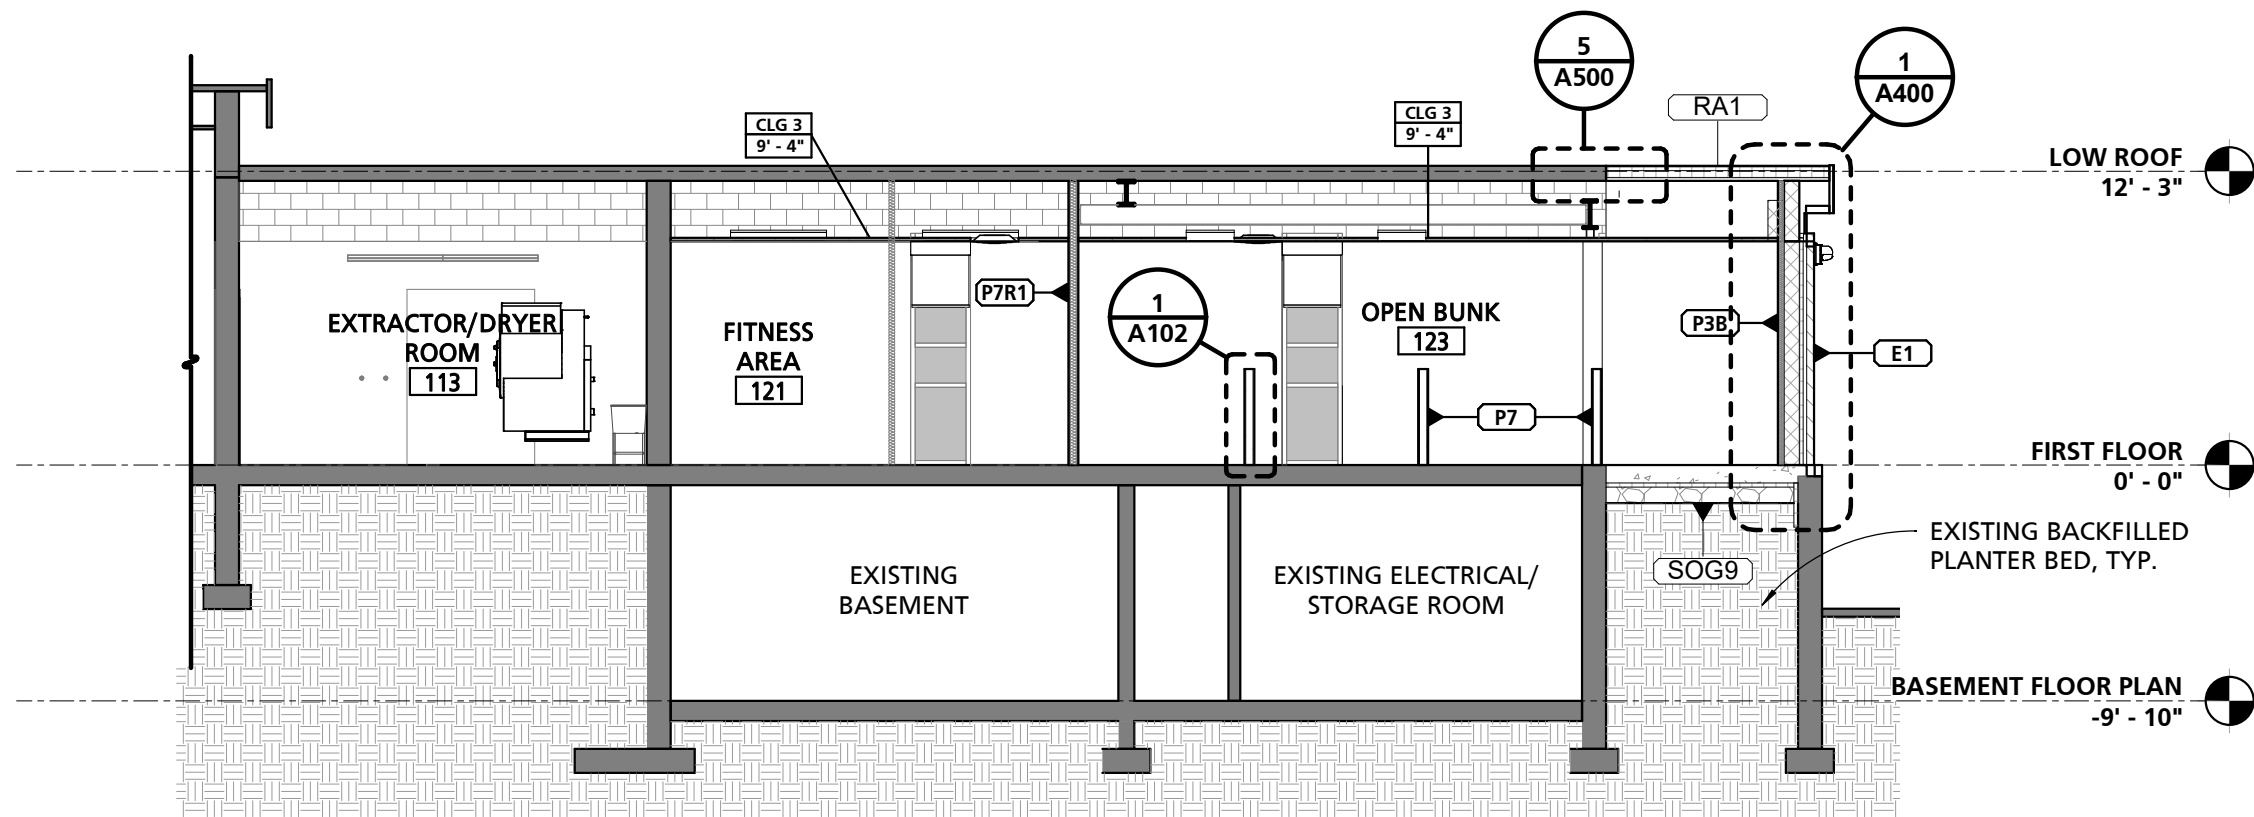 5
A500
1
A400
RA1
CLG 3
9' - 4"
CLG 3
9' - 4"
LOW ROOF
12' - 3"
P7R1
1
A102
OPEN BUNK
123
EXTRACTOR/DRYER
ROOM
113
FITNESS
AREA
121
P3B
E1
P7
FIRST FLOOR
0' - 0"
EXISTING BACKFILLED
PLANTER BED, TYP.
SOG9
EXISTING
BASEMENT
EXISTING ELECTRICAL/
STORAGE ROOM
BASEMENT FLOOR PLAN
-9' - 10"